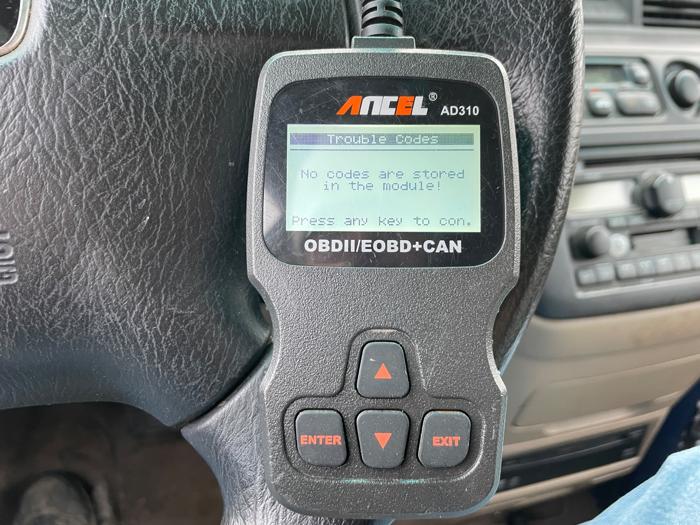 ANCEL® AD310
Trouble Codes
No codes are stored
in the module!
Press any key to con.
OBDII/EOBD+CAN
▲
ENTER ▼ EXIT